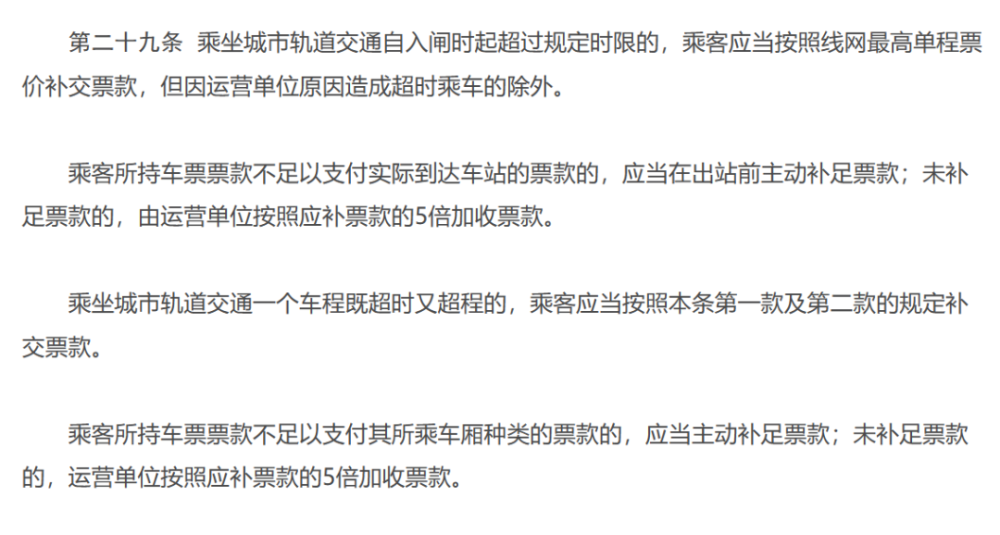 第二十九条 乘坐城市轨道交通自入闸时起超过规定时限的，乘客应当按照线网最高单程票
价补交票款，但因运营单位原因造成超时乘车的除外。
乘客所持车票票款不足以支付实际到达车站的票款的，应当在出站前主动补足票款；未补
足票款的，由运营单位按照应补票款的5倍加收票款。
乘坐城市轨道交通一个车程既超时又超程的，乘客应当按照本条第一款及第二款的规定补
交票款。
乘客所持车票票款不足以支付其所乘车厢种类的票款的，应当主动补足票款；未补足票款
的，运营单位按照应补票款的5倍加收票款。